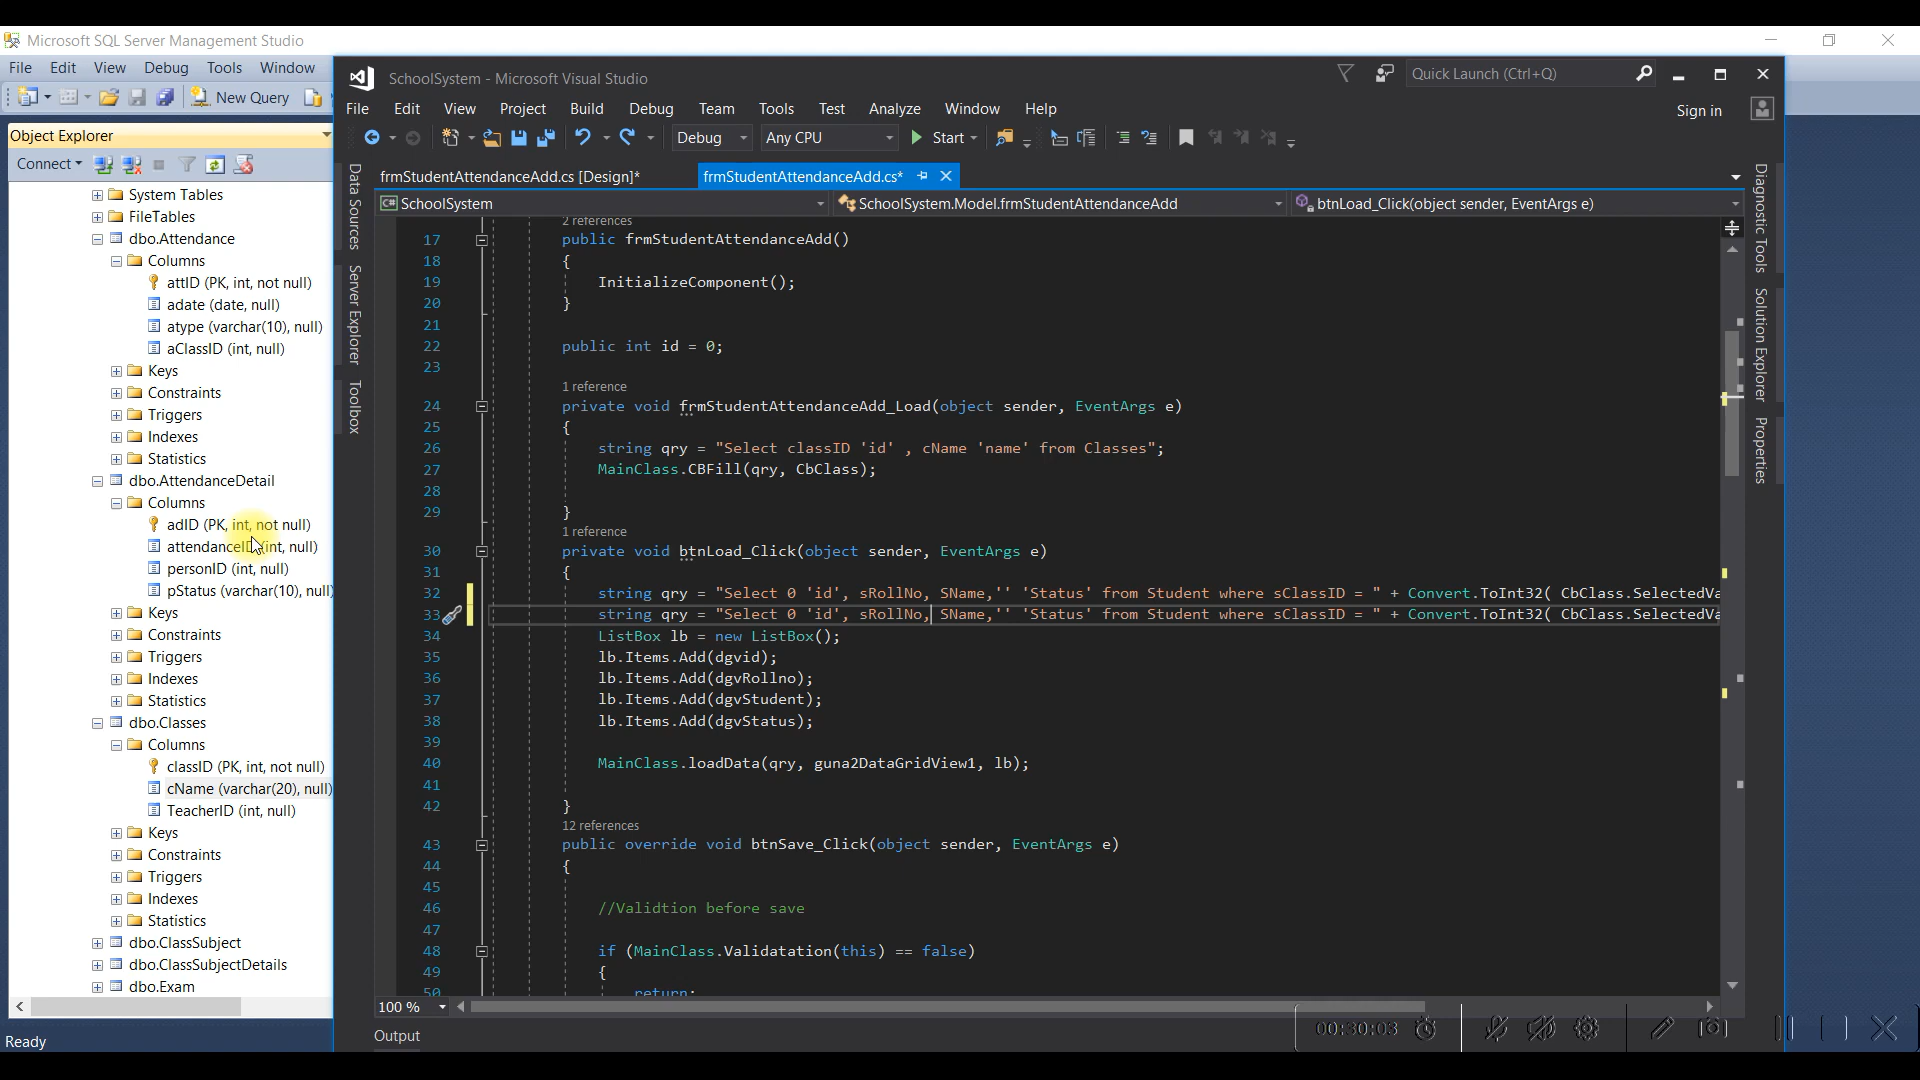 Microsoft SQL Server Management Studio
File Edit View Debug Tools Window
New Query
Object Explorer
Connect
System Tables
FileTables
dbo.Attendance
Columns
attID (PK, int, not null)
adate (date, null)
atype (varchar(10), null)
aClassID (int, null)
Keys
Constraints
Triggers
Indexes
Statistics
dbo.AttendanceDetail
Columns
adID (PK, int, not null)
attendanceID (int, null)
personID (int, null)
pStatus (varchar(10), null)
Keys
Constraints
Triggers
Indexes
Statistics
dbo.Classes
Columns
classID (PK, int, not null)
cName (varchar(20), null)
TeacherID (int, null)
Keys
Constraints
Triggers
Indexes
Statistics
dbo.ClassSubject
dbo.ClassSubjectDetails
dbo.Exam
Ready
SchoolSystem - Microsoft Visual Studio
Quick Launch (Ctrl+Q)
File Edit View Project Build Debug Team Tools Test Analyze Window Help
Sign in
Debug Any CPU Start
Data Sources
Server Explorer
Toolbox
frmStudentAttendanceAdd.cs [Design]* frmStudentAttendanceAdd.cs*
C# SchoolSystem SchoolSystem.Model.frmStudentAttendanceAdd btnLoad_Click(object sender, EventArgs e)
2 references
17 public frmStudentAttendanceAdd()
18 {
19 InitializeComponent();
20 }
21
22 public int id = 0;
23
1 reference
24 private void frmStudentAttendanceAdd_Load(object sender, EventArgs e)
25 {
26 string qry = "Select classID 'id' , cName 'name' from Classes";
27 MainClass.CBFill(qry, CbClass);
28
29 }
1 reference
30 private void btnLoad_Click(object sender, EventArgs e)
31 {
32 string qry = "Select 0 'id', sRollNo, SName,'' 'Status' from Student where sClassID = " + Convert.ToInt32( CbClass.SelectedVa
33 string qry = "Select 0 'id', sRollNo, SName,'' 'Status' from Student where sClassID = " + Convert.ToInt32( CbClass.SelectedVa
34 ListBox lb = new ListBox();
35 lb.Items.Add(dgvid);
36 lb.Items.Add(dgvRollno);
37 lb.Items.Add(dgvStudent);
38 lb.Items.Add(dgvStatus);
39
40 MainClass.loadData(qry, guna2DataGridView1, lb);
41
42 }
12 references
43 public override void btnSave_Click(object sender, EventArgs e)
44 {
45
46 //Validtion before save
47
48 if (MainClass.Validatation(this) == false)
49 {
50 return;
100 %
Output
Diagnostic Tools
Solution Explorer
Properties
00:30:03